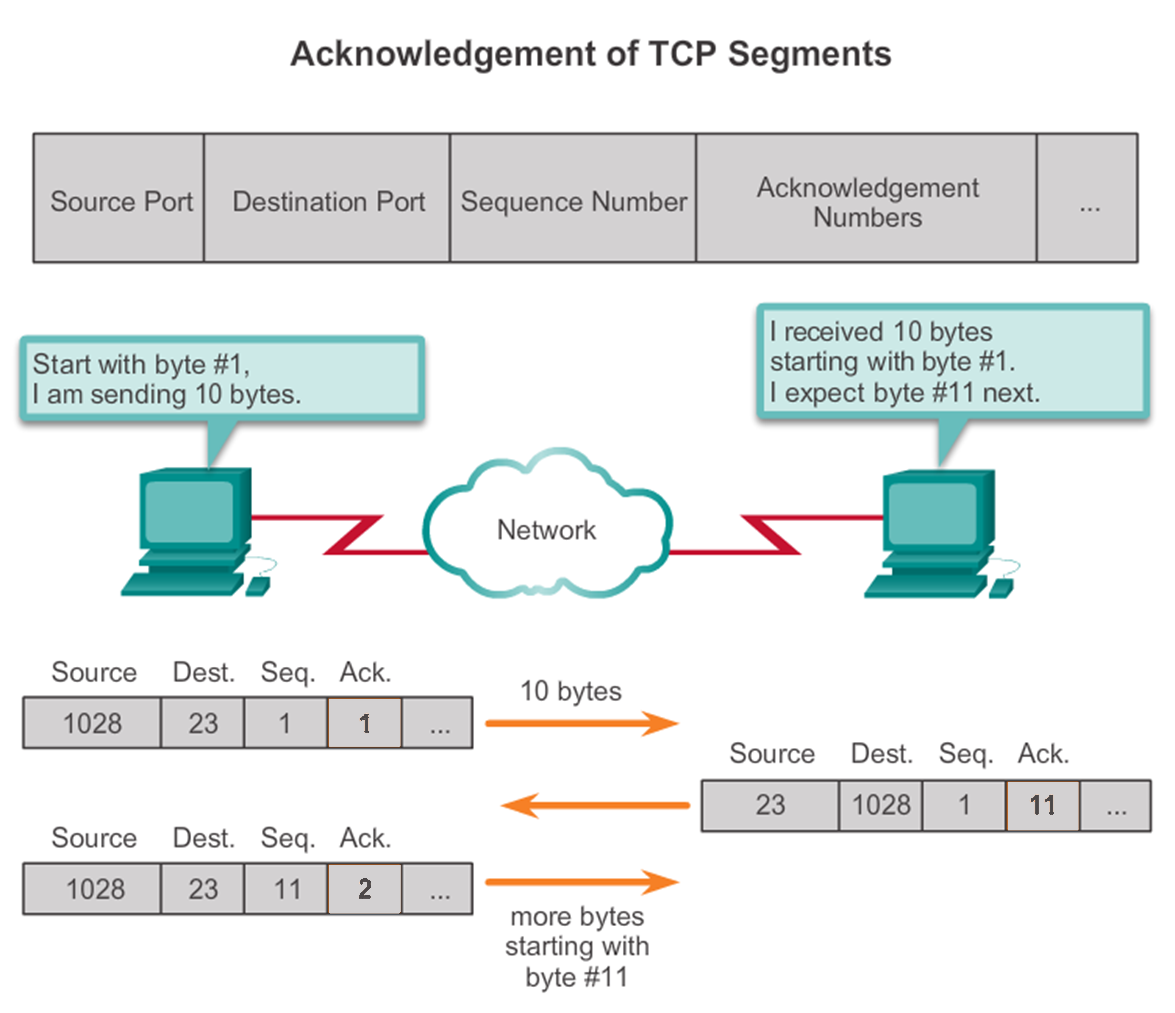 Acknowledgement of TCP Segments
Source Port Destination Port Sequence Number Acknowledgement Numbers ...
Start with byte #1,
I am sending 10 bytes.
I received 10 bytes
starting with byte #1.
I expect byte #11 next.
Network
Source Dest. Seq. Ack.
1028 23 1 1 ...
10 bytes
Source Dest. Seq. Ack.
23 1028 1 11 ...
Source Dest. Seq. Ack.
1028 23 11 2 ...
more bytes
starting with
byte #11